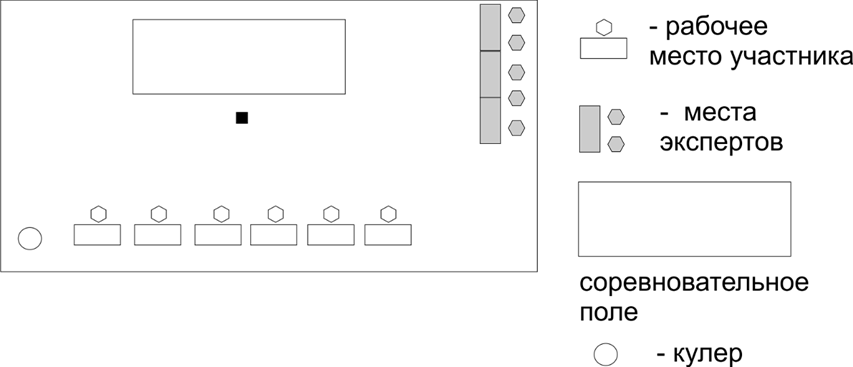 - рабочее
место участника
- места
экспертов
соревновательное
поле
- кулер